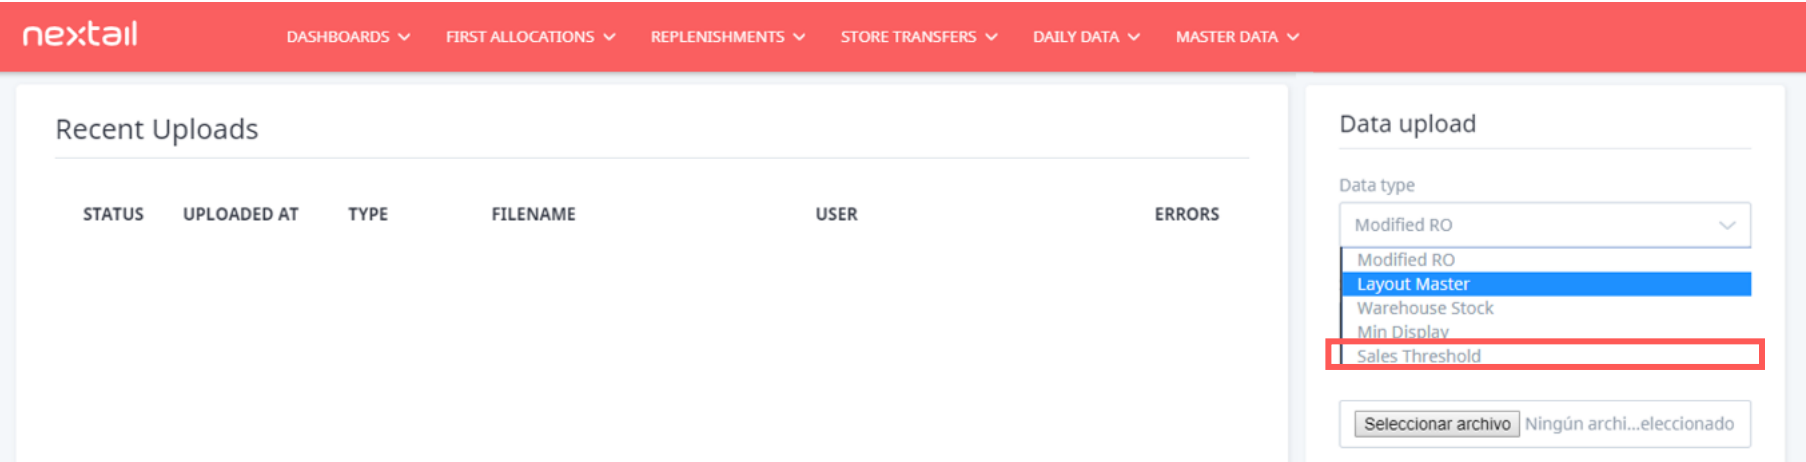 nextail
DASHBOARDS FIRST ALLOCATIONS REPLENISHMENTS STORE TRANSFERS DAILY DATA MASTER DATA
Recent Uploads
STATUS UPLOADED AT TYPE FILENAME USER ERRORS
Data upload
Data type
Modified RO
Modified RO
Layout Master
Warehouse Stock
Min Display
Sales Threshold
Seleccionar archivo Ningún archi...eleccionado